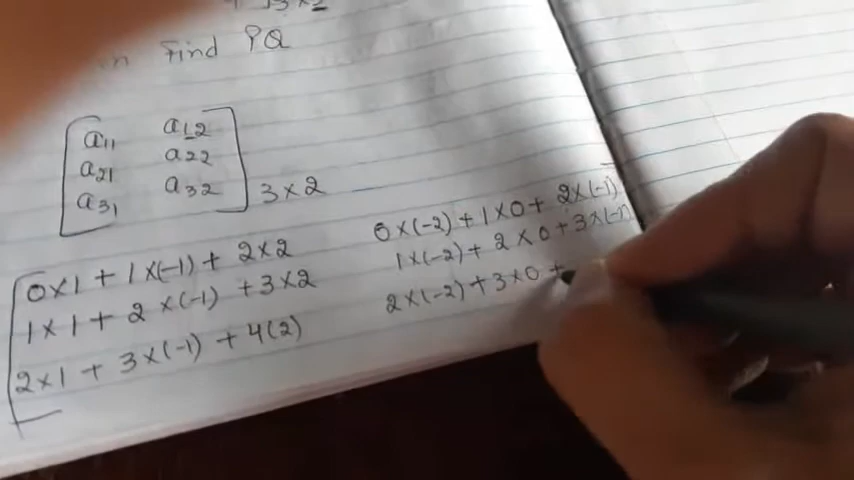 3×2
Find PQ
a11 a12
a21 a22
a31 a32
3×2
0×1 + 1×(-1) + 2×2 0×(-2) + 1×0 + 2×(-1)
1×1 + 2×(-1) + 3×2 1×(-2) + 2×0 + 3×(-1)
2×1 + 3×(-1) + 4(2) 2×(-2) + 3×0 +